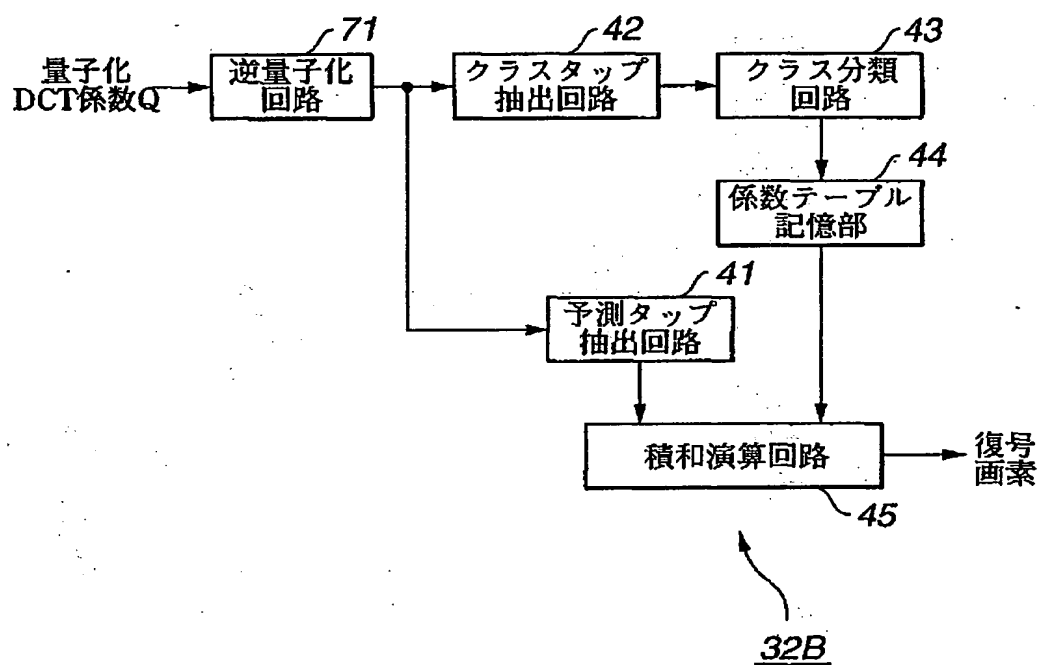 71
42
43
量子化
DCT係数Q
逆量子化
回路
クラスタップ
抽出回路
クラス分類
回路
44
係数テーブル
記憶部
41
予測タップ
抽出回路
積和演算回路
復号
画素
45
32B